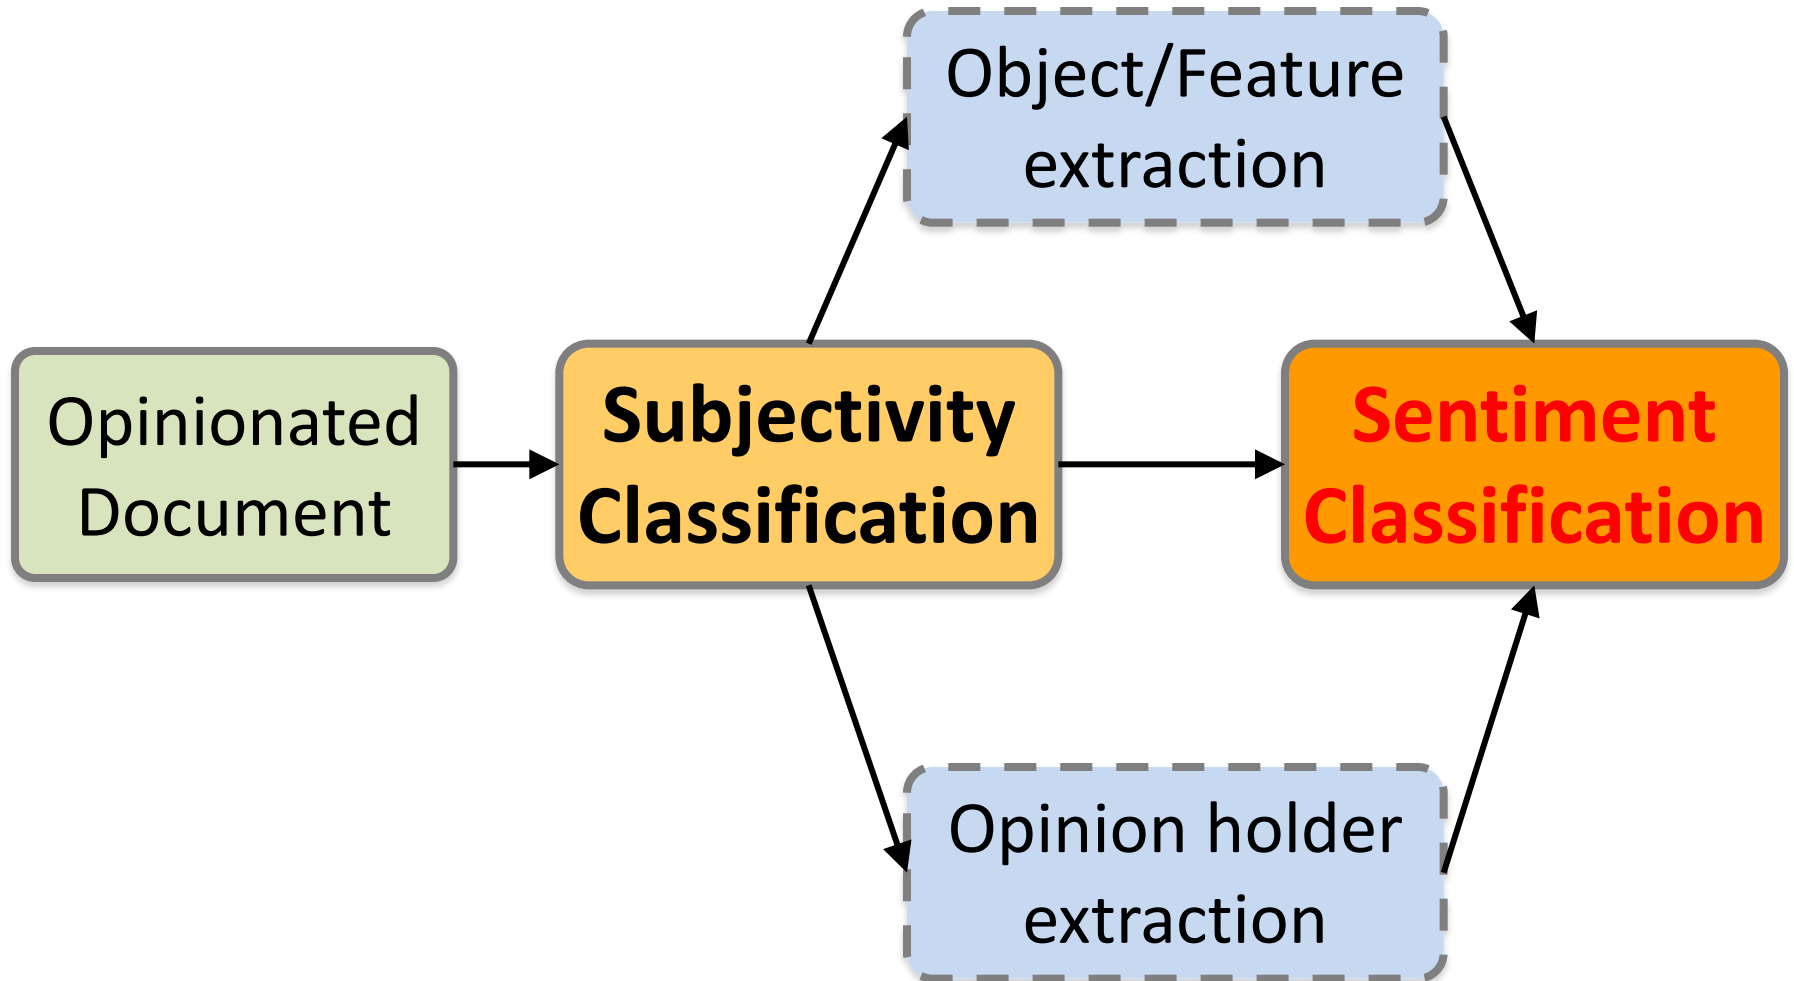 Object/Feature
extraction
Opinionated
Document
Subjectivity
Classification
Sentiment
Classification
Opinion holder
extraction